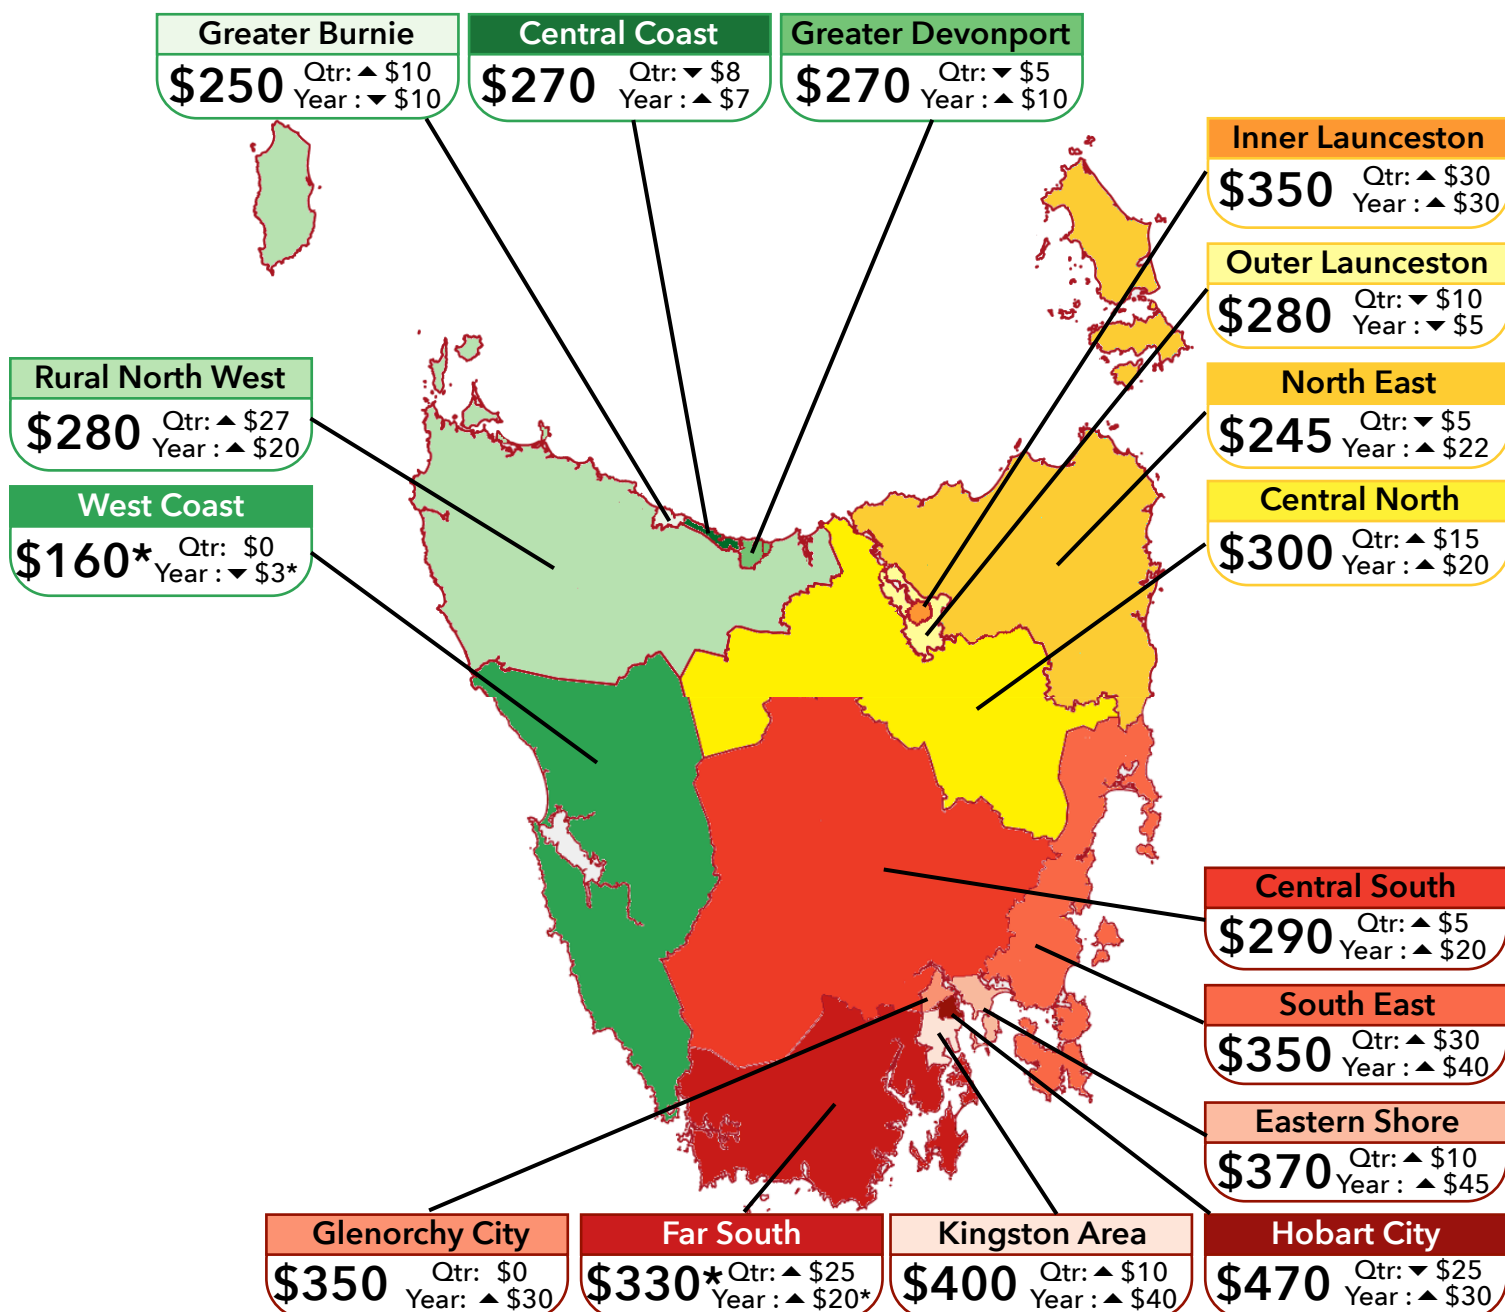 Greater Burnie
$250 Qtr: ▲ $10
Year : ▼ $10
Central Coast
$270 Qtr: ▼ $8
Year : ▲ $7
Greater Devonport
$270 Qtr: ▼ $5
Year : ▲ $10
Inner Launceston
$350 Qtr: ▲ $30
Year : ▲ $30
Outer Launceston
$280 Qtr: ▼ $10
Year : ▼ $5
Rural North West
$280 Qtr: ▲ $27
Year : ▲ $20
North East
$245 Qtr: ▼ $5
Year : ▲ $22
West Coast
$160* Qtr: $0
Year : ▼ $3*
Central North
$300 Qtr: ▲ $15
Year : ▲ $20
Central South
$290 Qtr: ▲ $5
Year : ▲ $20
South East
$350 Qtr: ▲ $30
Year : ▲ $40
Eastern Shore
$370 Qtr: ▲ $10
Year : ▲ $45
Glenorchy City
$350 Qtr: $0
Year: ▲ $30
Far South
$330* Qtr: ▲ $25
Year : ▲ $20*
Kingston Area
$400 Qtr: ▲ $10
Year : ▲ $40
Hobart City
$470 Qtr: ▼ $25
Year : ▲ $30